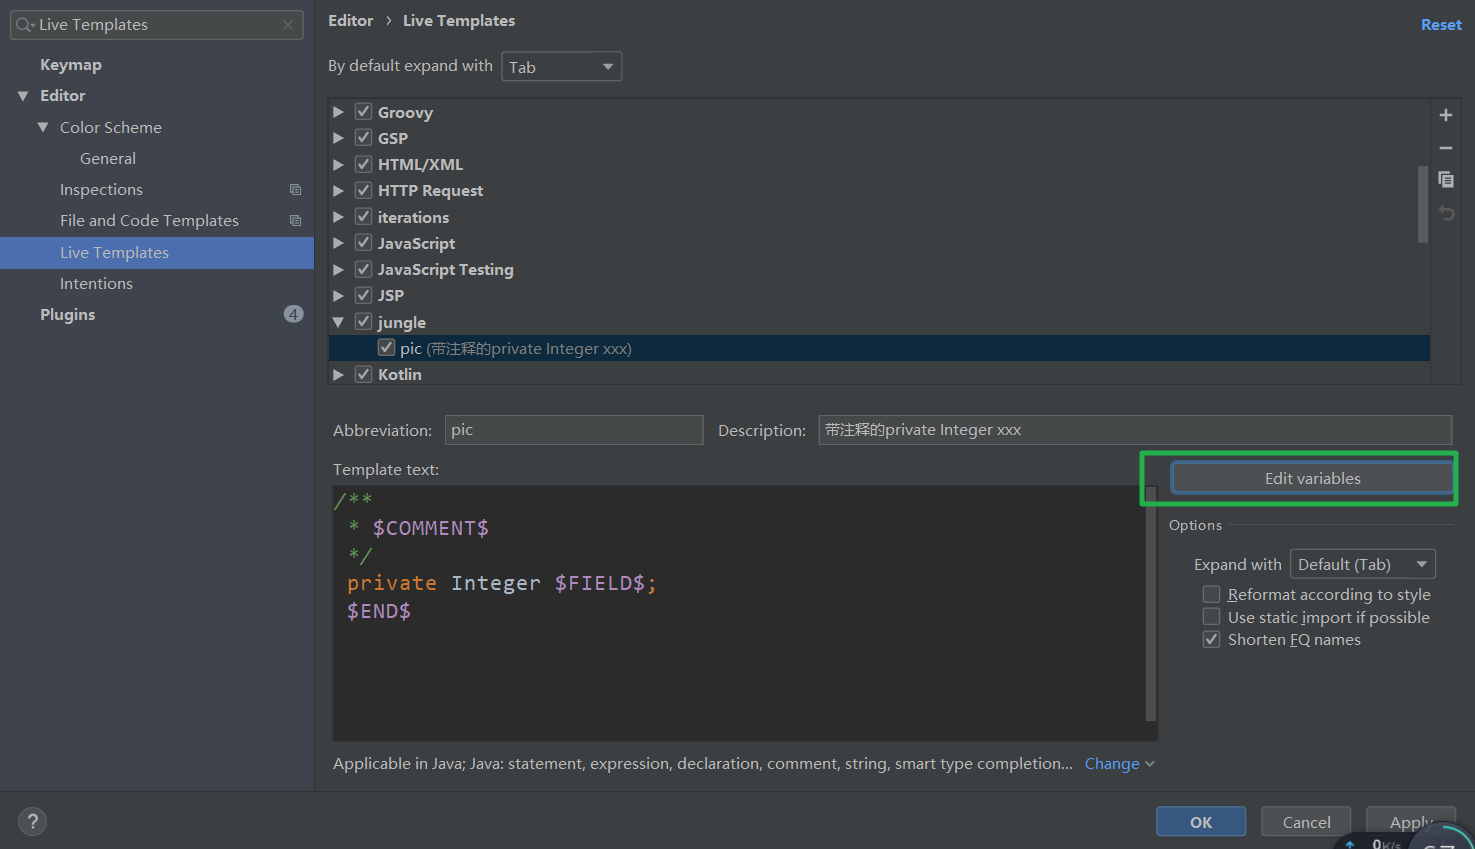 Live Templates
Keymap
Editor
Color Scheme
General
Inspections
File and Code Templates
Live Templates
Intentions
Plugins
4
Editor › Live Templates
Reset
By default expand with Tab
Groovy
GSP
HTML/XML
HTTP Request
iterations
JavaScript
JavaScript Testing
JSP
jungle
pic (带注释的private Integer xxx)
Kotlin
Abbreviation: pic Description: 带注释的private Integer xxx
Template text:
Edit variables
/**
* $COMMENT$
*/
private Integer $FIELD$;
$END$
Options
Expand with Default (Tab)
Reformat according to style
Use static import if possible
Shorten FQ names
Applicable in Java; Java: statement, expression, declaration, comment, string, smart type completion... Change
?
OK Cancel Apply
0K/s